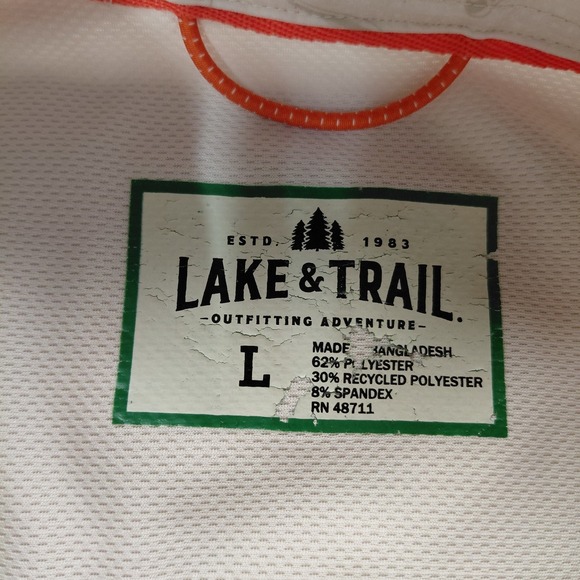 ESTD. 1983
LAKE & TRAIL.
-OUTFITTING ADVENTURE-
L
MADE BANGLADESH
62% POLYESTER
30% RECYCLED POLYESTER
8% SPANDEX
RN 48711